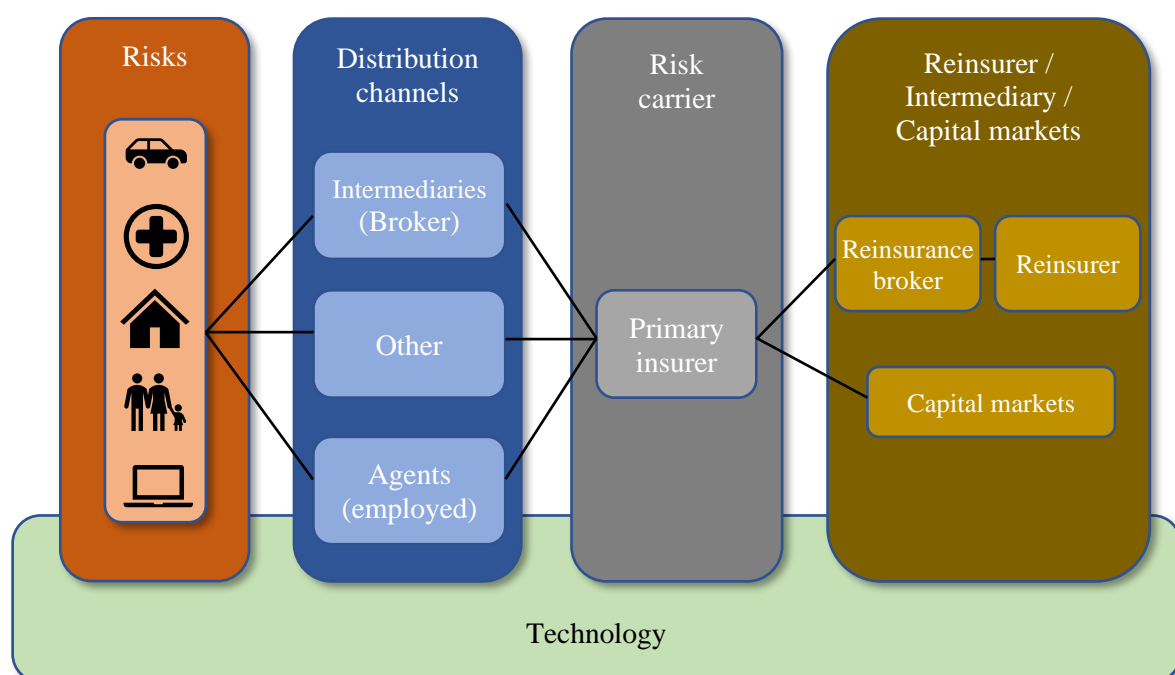 Risks
Distribution
channels
Intermediaries
(Broker)
Other
Agents
(employed)
Risk
carrier
Primary
insurer
Reinsurer /
Intermediary /
Capital markets
Reinsurance
broker
Reinsurer
Capital markets
Technology